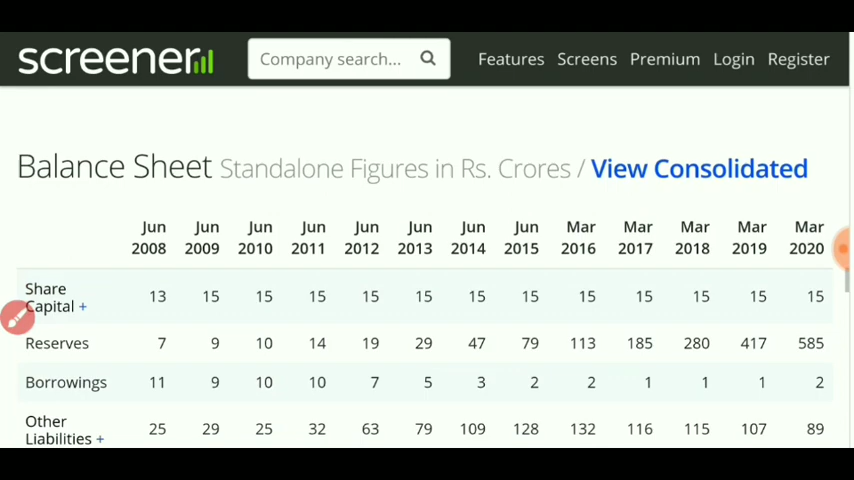 screener
Company search...
Features Screens Premium Login Register
Balance Sheet Standalone Figures in Rs. Crores / View Consolidated
Jun 2008 Jun 2009 Jun 2010 Jun 2011 Jun 2012 Jun 2013 Jun 2014 Jun 2015 Mar 2016 Mar 2017 Mar 2018 Mar 2019 Mar 2020
Share Capital + 13 15 15 15 15 15 15 15 15 15 15 15 15
Reserves 7 9 10 14 19 29 47 79 113 185 280 417 585
Borrowings 11 9 10 10 7 5 3 2 2 1 1 1 2
Other Liabilities + 25 29 25 32 63 79 109 128 132 116 115 107 89